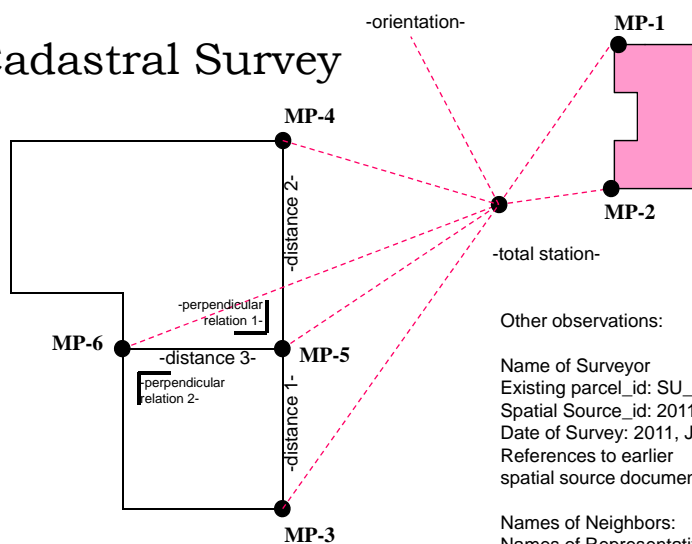 -orientation-
MP-1
Cadastral Survey
MP-4
-distance 2-
MP-2
-total station-
-perpendicular
relation 1-
MP-6
-distance 3-
MP-5
-perpendicular
relation 2-
-distance 1-
MP-3
Other observations:
Name of Surveyor
Existing parcel_id: SU_
Spatial Source_id: 2011
Date of Survey: 2011, J
References to earlier
spatial source documen
Names of Neighbors: